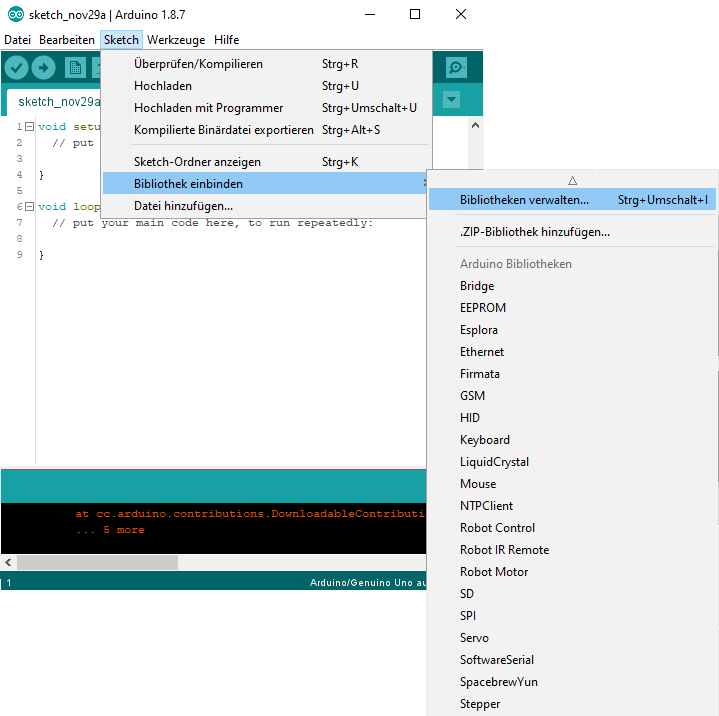 sketch_nov29a | Arduino 1.8.7
Datei Bearbeiten Sketch Werkzeuge Hilfe
Überprüfen/Kompilieren Strg+R
Hochladen Strg+U
Hochladen mit Programmer Strg+Umschalt+U
Kompilierte Binärdatei exportieren Strg+Alt+S
Sketch-Ordner anzeigen Strg+K
Bibliothek einbinden
Datei hinzufügen...
sketch_nov29a
1 void setu
2 // put
3
4 }
5
6 void loop
7 // put your main code here, to run repeatedly:
8
9 }
Bibliotheken verwalten... Strg+Umschalt+I
.ZIP-Bibliothek hinzufügen...
Arduino Bibliotheken
Bridge
EEPROM
Esplora
Ethernet
Firmata
GSM
HID
Keyboard
LiquidCrystal
Mouse
NTPClient
Robot Control
Robot IR Remote
Robot Motor
SD
SPI
Servo
SoftwareSerial
SpacebrewYun
Stepper
at cc.arduino.contributions.DownloadableContributi
... 5 more
1 Arduino/Genuino Uno au